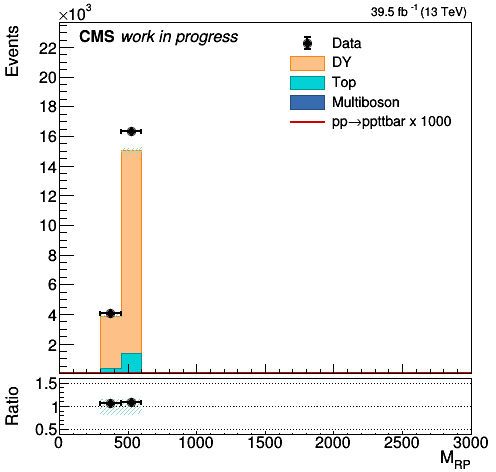 ×10³
39.5 fb⁻¹ (13 TeV)
Events
CMS work in progress
Data
DY
Top
Multiboson
pp→ppttbar x 1000
22
20
18
16
14
12
10
8
6
4
2
Ratio
1.5
1
0.5
0 500 1000 1500 2000 2500 3000
M_RP